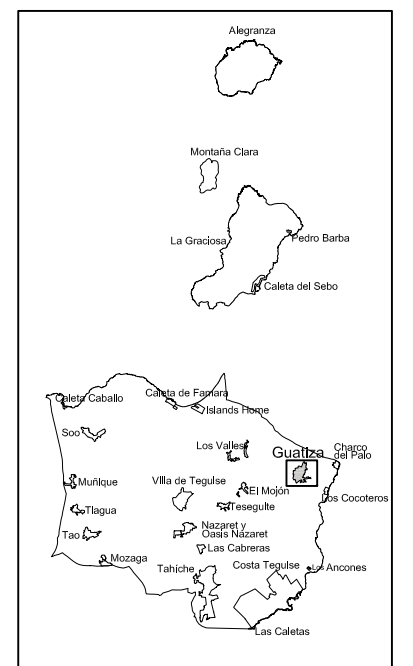 Alegranza
Montaña Clara
La Graciosa
Pedro Barba
Caleta del Sebo
Caleta Caballo
Caleta de Famara
Islands Home
Soo
Los Valles
Guatiza
Charco
del Palo
Muñique
Villa de Teguise
El Mojón
Los Cocoteros
Tiagua
Teseguite
Tao
Nazaret y
Oasis Nazaret
Las Cabreras
Mozaga
Tahiche
Costa Teguise
Los Ancones
Las Caletas